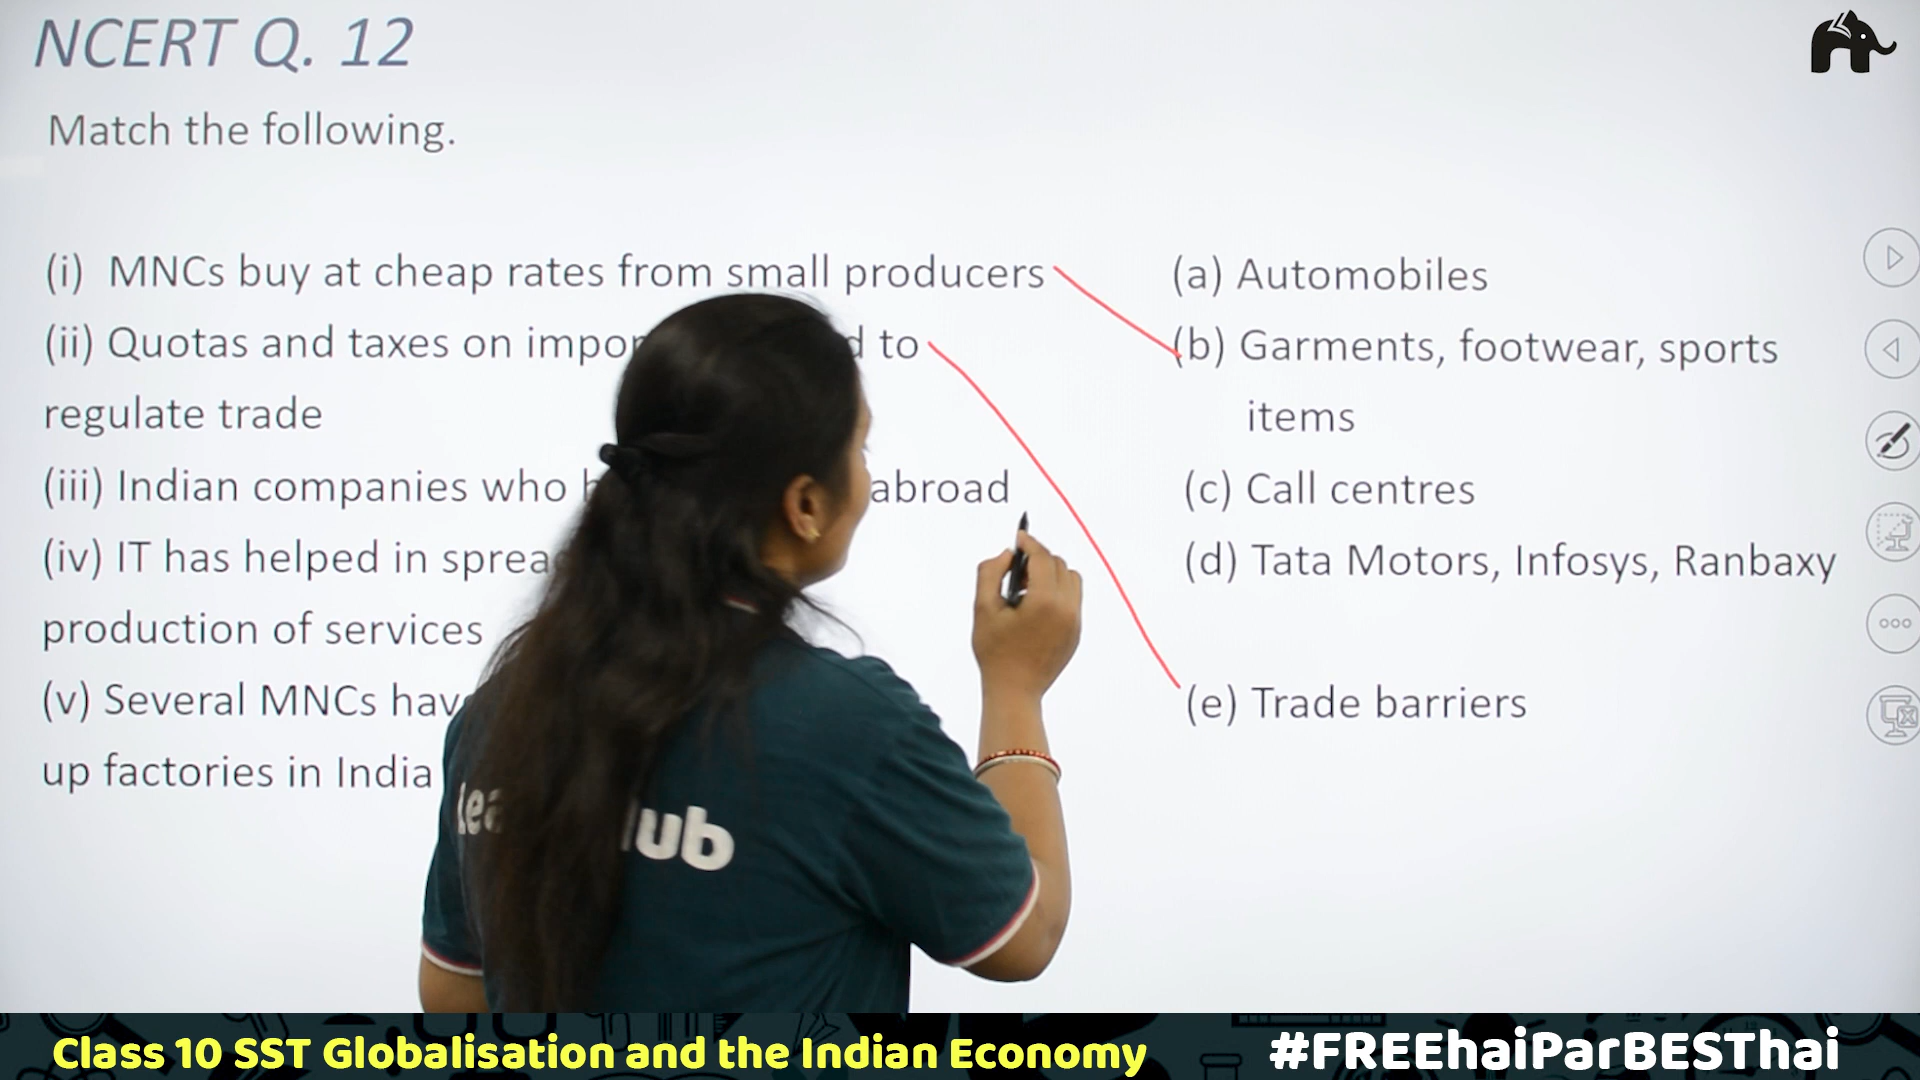 NCERT Q. 12
Match the following.
(i) MNCs buy at cheap rates from small producers
(ii) Quotas and taxes on to
regulate trade
(iii) Indian companies who abroad
(iv) IT has helped in
production of services
(v) Several MNCs
up factories in India
(a) Automobiles
(b) Garments, footwear, sports
items
(c) Call centres
(d) Tata Motors, Infosys, Ranbaxy
(e) Trade barriers
Class 10 SST Globalisation and the Indian Economy
#FREEhaiParBESThai